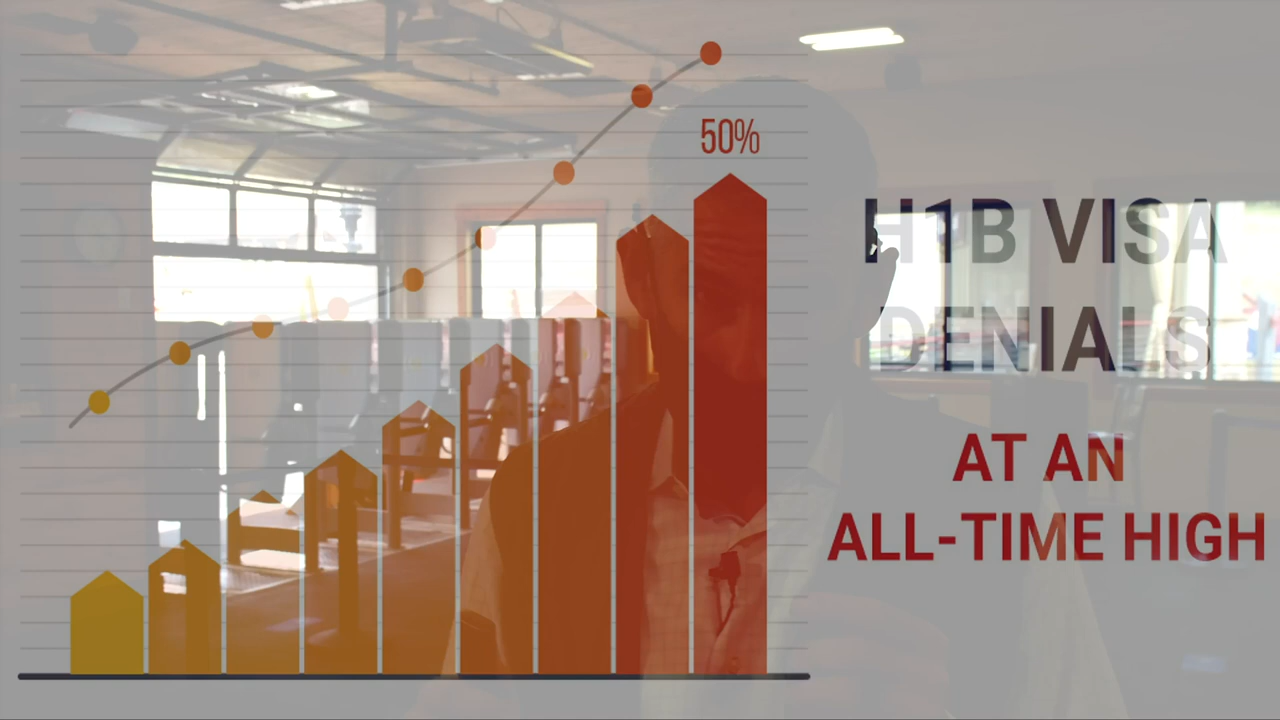 50%
H1B VISA
DENIALS
AT AN
ALL-TIME HIGH